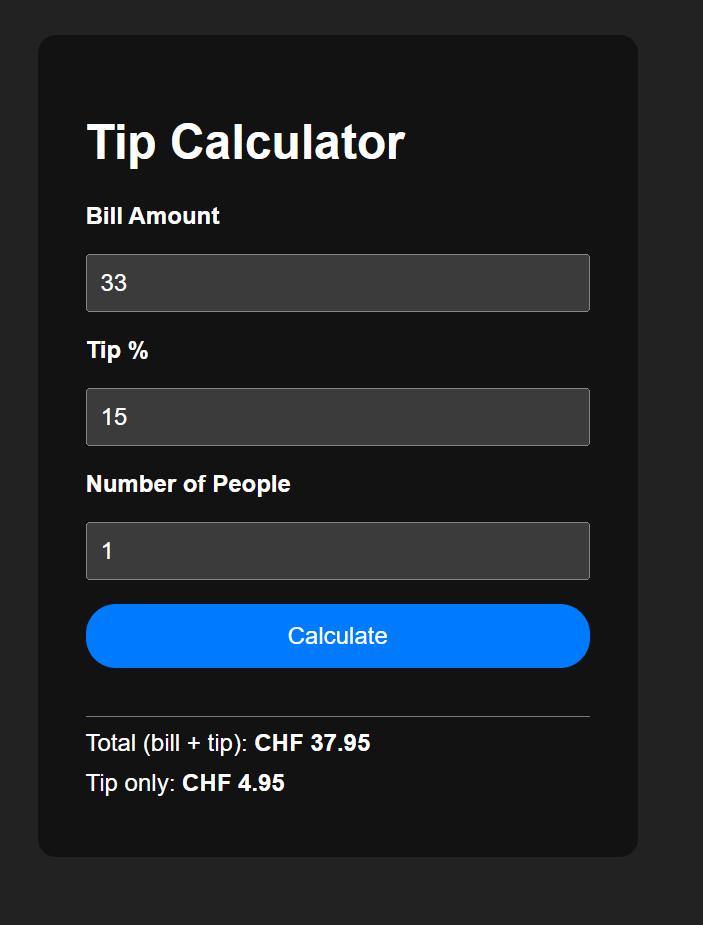 Tip Calculator
Bill Amount
33
Tip %
15
Number of People
1
Calculate
Total (bill + tip): CHF 37.95
Tip only: CHF 4.95